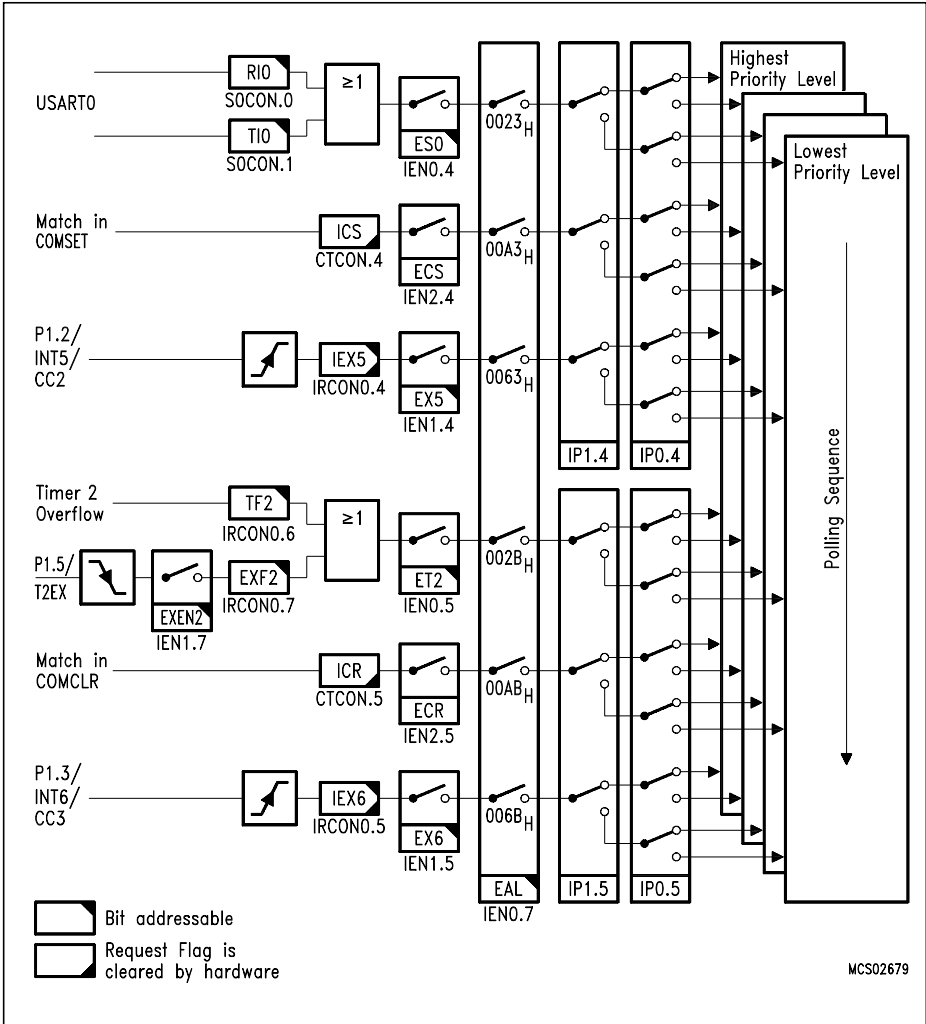 Highest
Priority Level
Lowest
Priority Level
Polling Sequence
USART0
RI0
S0CON.0
TI0
S0CON.1
≥1
ES0
IEN0.4
0023H
Match in
COMSET
ICS
CTCON.4
ECS
IEN2.4
00A3H
P1.2/
INT5/
CC2
IEX5
IRCON0.4
EX5
IEN1.4
0063H
IP1.4
IP0.4
Timer 2
Overflow
TF2
IRCON0.6
P1.5/
T2EX
EXEN2
IEN1.7
EXF2
IRCON0.7
≥1
ET2
IEN0.5
002BH
Match in
COMCLR
ICR
CTCON.5
ECR
IEN2.5
00ABH
P1.3/
INT6/
CC3
IEX6
IRCON0.5
EX6
IEN1.5
006BH
EAL
IEN0.7
IP1.5
IP0.5
Bit addressable
Request Flag is
cleared by hardware
MCS02679